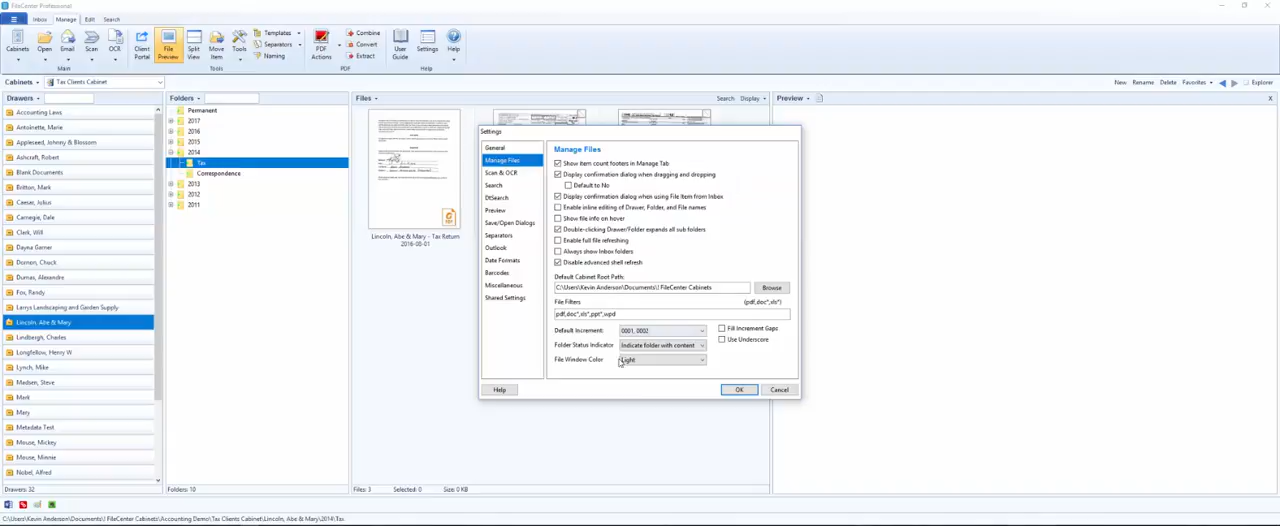 FileCenter Professional
Inbox Manage Edit Search
Cabinets Open Email Scan OCR Client Portal File Preview Split View Move Item Tools Templates Separators Naming PDF Actions Combine Convert Extract User Guide Settings Help
Main Tools PDF Help
Cabinets Tax Clients Cabinet New Rename Delete Favorites Explorer
Drawers Folders Files Search Display Preview
Accounting Laws
Antoinette, Marie
Appleseed, Johnny & Blossom
Ashcraft, Robert
Blank Documents
Britton, Mark
Caesar, Julius
Carnegie, Dale
Clerk, Will
Dayna Garner
Domen, Chuck
Dumas, Alexandre
Fox, Randy
Larrys Landscaping and Garden Supply
Lincoln, Abe & Mary
Lindbergh, Charles
Longfellow, Henry W
Lynch, Mike
Madsen, Steve
Mark
Mary
Metadata Test
Mouse, Mickey
Mouse, Minnie
Nobel, Alfred
Drawers: 32
Permanent
2017
2016
2015
2014
Tax
Correspondence
2013
2012
2011
Folders: 10
Lincoln, Abe & Mary - Tax Return
2016-08-01
Files: 3 Selected: 0 Size: 0 KB
Settings
General
Manage Files
Scan & OCR
Search
DtSearch
Preview
Save/Open Dialogs
Separators
Outlook
Date Formats
Barcodes
Miscellaneous
Shared Settings
Manage Files
Show item count footers in Manage Tab
Display confirmation dialog when dragging and dropping
Default to No
Display confirmation dialog when using File Item from Inbox
Enable inline editing of Drawer, Folder, and File names
Show file info on hover
Double-clicking Drawer/Folder expands all sub folders
Enable full file refreshing
Always show Inbox folders
Disable advanced shell refresh
Default Cabinet Root Path:
C:\Users\Kevin Anderson\Documents\! FileCenter Cabinets Browse
File Filters (pdf,doc*,xls*)
pdf,doc*,xls*,ppt*,wpd
Default Increment: 0001, 0002 Fill Increment Gaps
Folder Status Indicator Indicate folder with content Use Underscore
File Window Color Light
Help OK Cancel
C:\Users\Kevin Anderson\Documents\! FileCenter Cabinets\Accounting Demo\Tax Clients Cabinet\Lincoln, Abe & Mary\2014\Tax